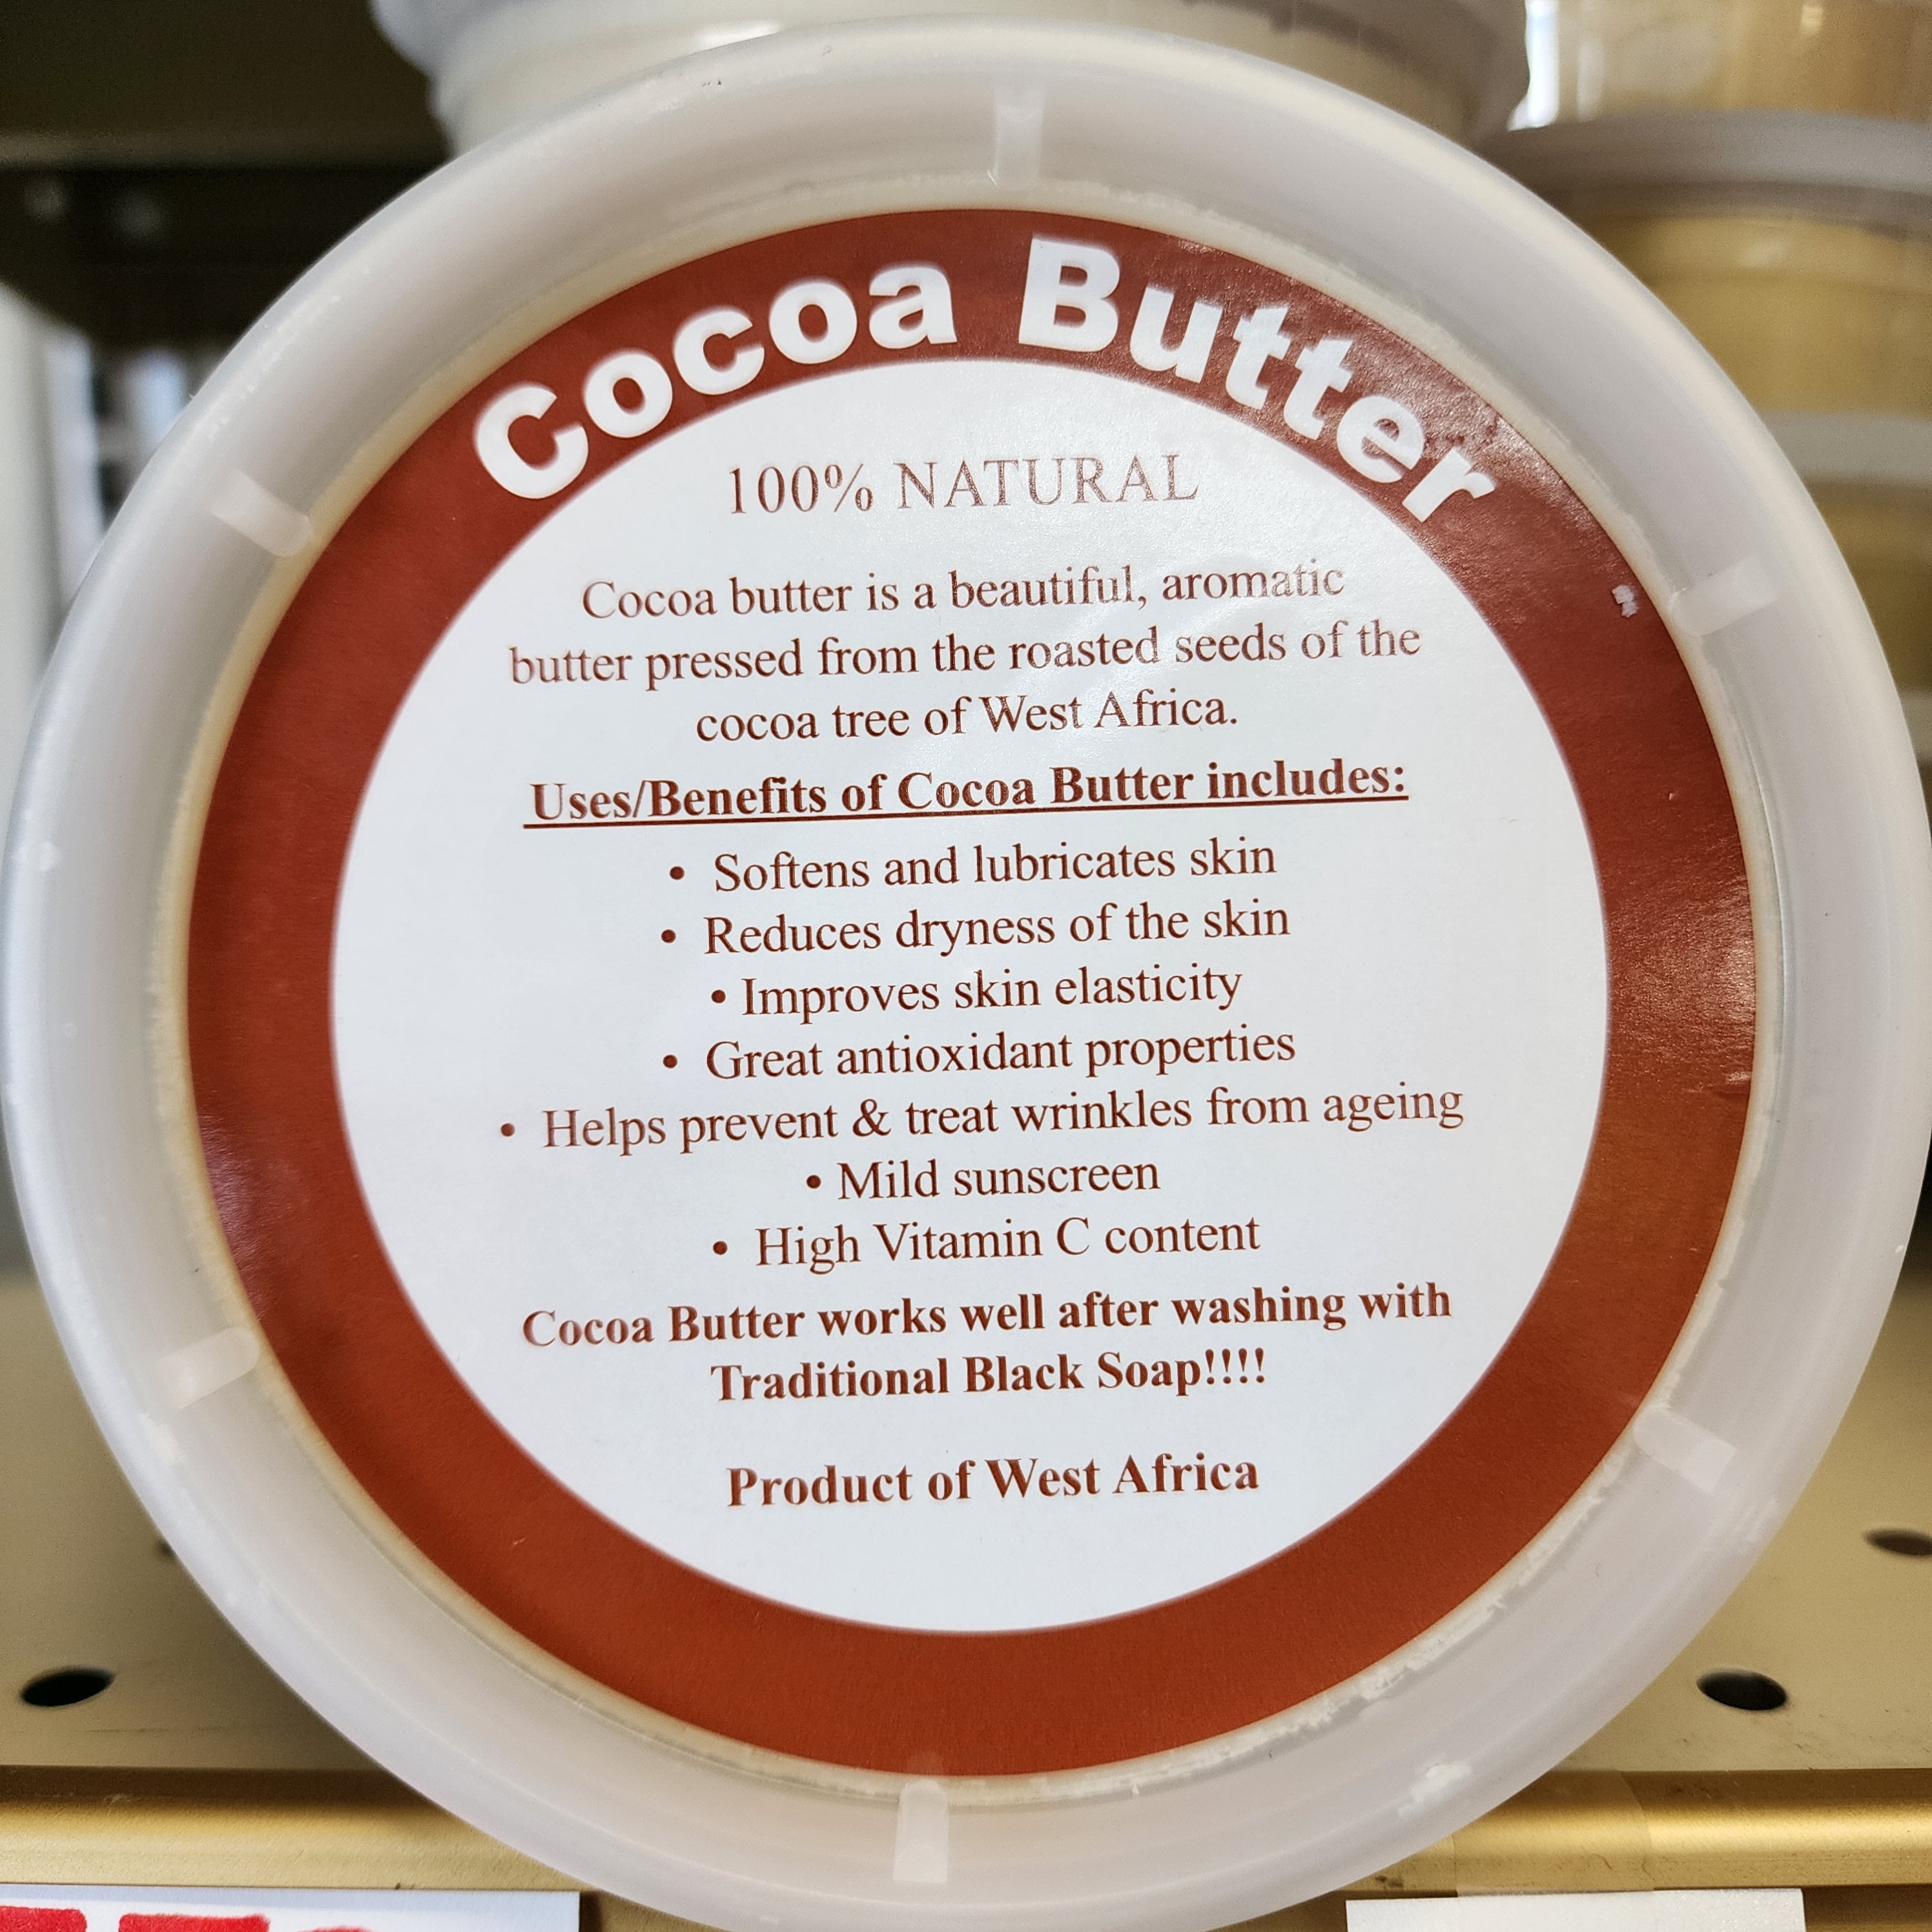 Cocoa Butter
100% NATURAL
Cocoa butter is a beautiful, aromatic
butter pressed from the roasted seeds of the
cocoa tree of West Africa.
Uses/Benefits of Cocoa Butter includes:
• Softens and lubricates skin
• Reduces dryness of the skin
• Improves skin elasticity
• Great antioxidant properties
• Helps prevent & treat wrinkles from ageing
• Mild sunscreen
• High Vitamin C content
Cocoa Butter works well after washing with
Traditional Black Soap!!!!
Product of West Africa